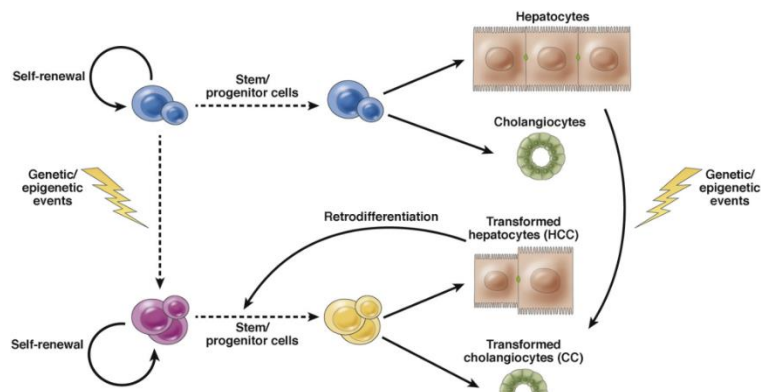 Hepatocytes
Self-renewal
Stem/
progenitor cells
Cholangiocytes
Genetic/
epigenetic
events
Genetic/
epigenetic
events
Retrodifferentiation
Transformed
hepatocytes (HCC)
Stem/
progenitor cells
Self-renewal
Transformed
cholangiocytes (CC)